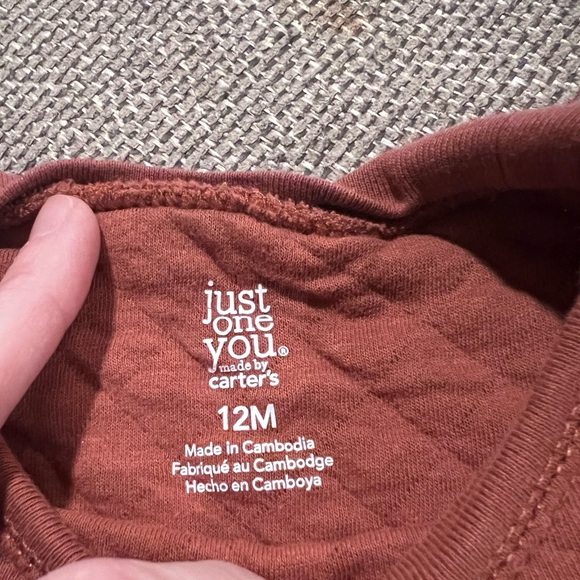 just
one
you®
made by
carter's
12M
Made in Cambodia
Fabriqué au Cambodge
Hecho en Camboya